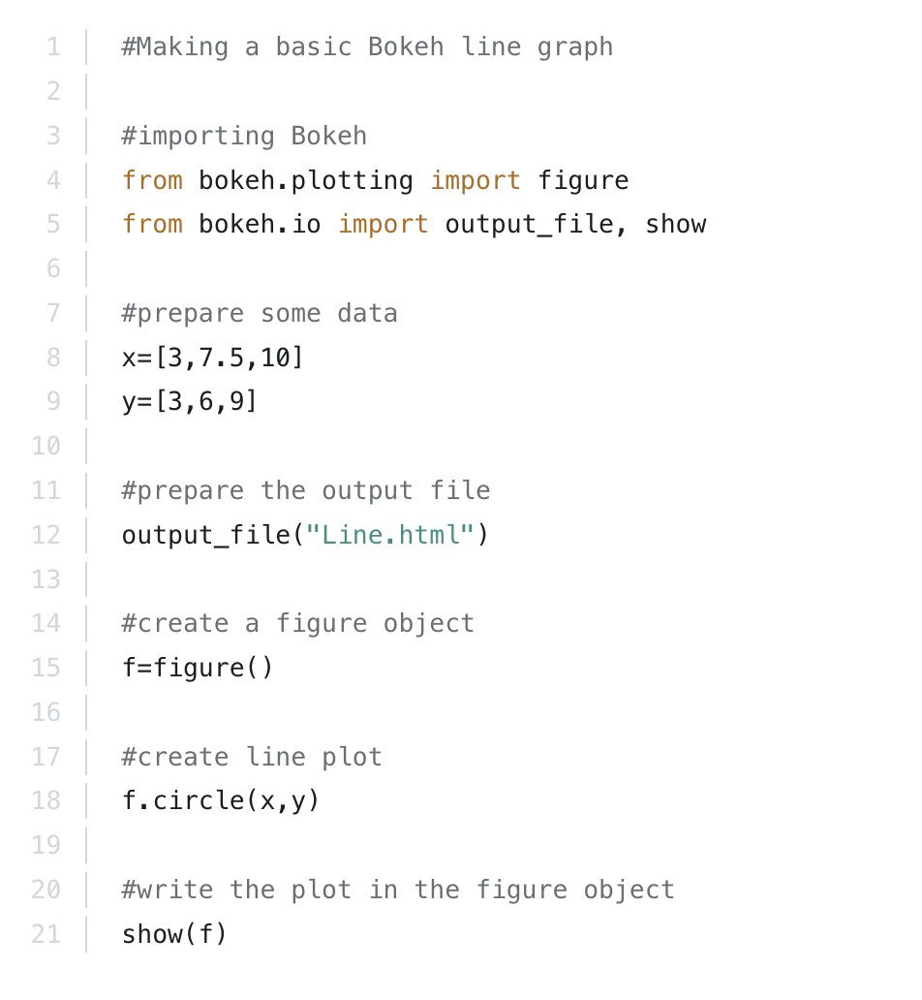 1 #Making a basic Bokeh line graph
2
3 #importing Bokeh
4 from bokeh.plotting import figure
5 from bokeh.io import output_file, show
6
7 #prepare some data
8 x=[3,7.5,10]
9 y=[3,6,9]
10
11 #prepare the output file
12 output_file("Line.html")
13
14 #create a figure object
15 f=figure()
16
17 #create line plot
18 f.circle(x,y)
19
20 #write the plot in the figure object
21 show(f)